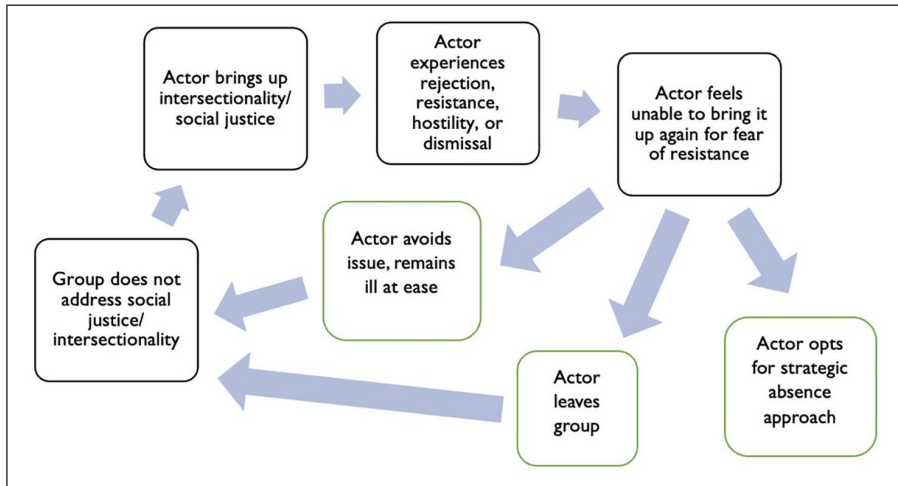 Actor brings up
intersectionality/
social justice
Actor
experiences
rejection,
resistance,
hostility, or
dismissal
Actor feels
unable to bring it
up again for fear
of resistance
Actor avoids
issue, remains
ill at ease
Group does not
address social
justice/
intersectionality
Actor
leaves
group
Actor opts
for strategic
absence
approach